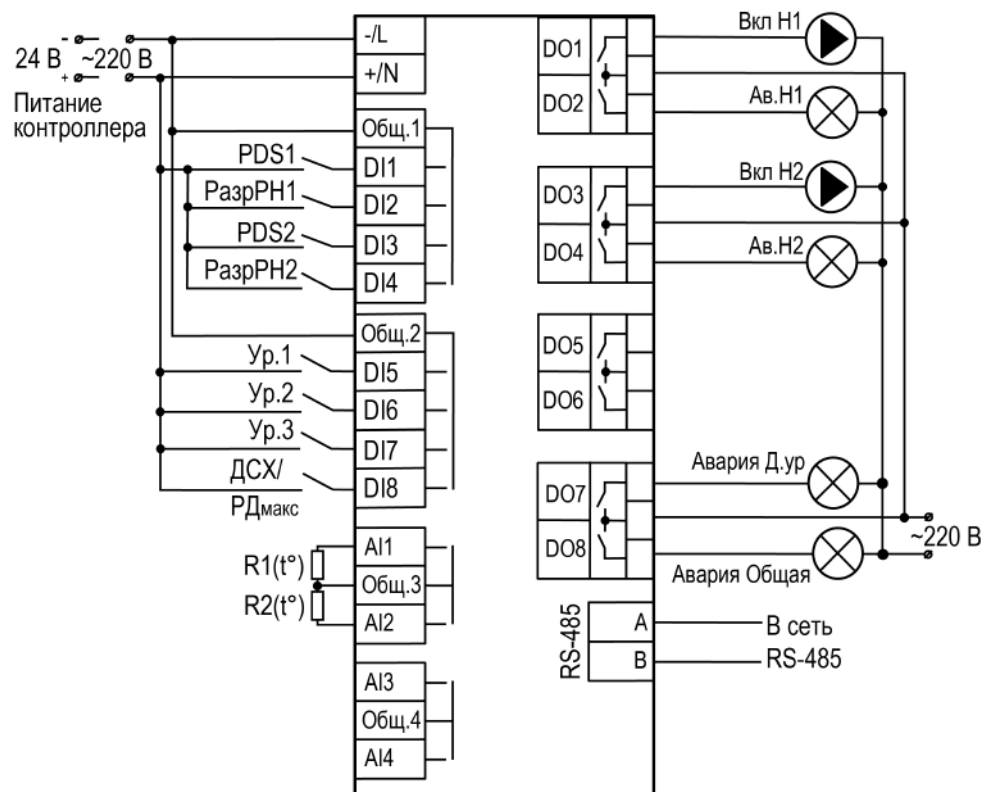 24 В
-
+
~220 В
Питание
контроллера
-/L
+/N
Общ.1
PDS1
DI1
РазрРН1
DI2
PDS2
DI3
РазрРН2
DI4
Общ.2
Ур.1
DI5
Ур.2
DI6
Ур.3
DI7
ДСХ/
РДмакс
DI8
R1(t°)
R2(t°)
AI1
Общ.3
AI2
AI3
Общ.4
AI4
DO1
DO2
Вкл Н1
Ав.Н1
DO3
DO4
Вкл Н2
Ав.Н2
DO5
DO6
DO7
DO8
Авария Д.ур
~220 В
Авария Общая
RS-485
A
B
В сеть
RS-485